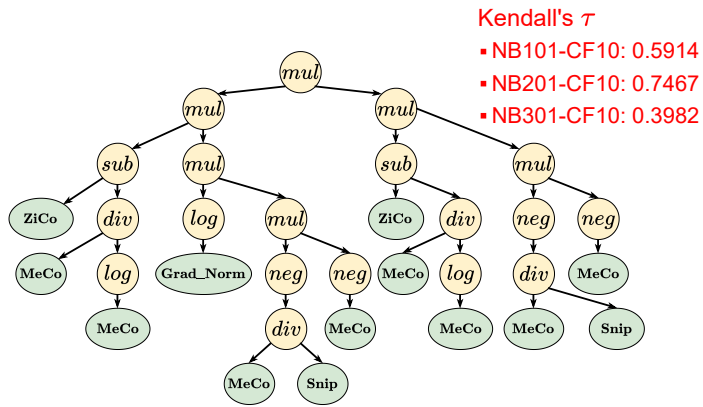 Kendall's τ
▪ NB101-CF10: 0.5914
▪ NB201-CF10: 0.7467
▪ NB301-CF10: 0.3982
mul
mul mul
sub mul sub mul
ZiCo div log mul ZiCo div neg neg
MeCo log Grad_Norm neg neg MeCo log div MeCo
MeCo div MeCo MeCo MeCo Snip
MeCo Snip